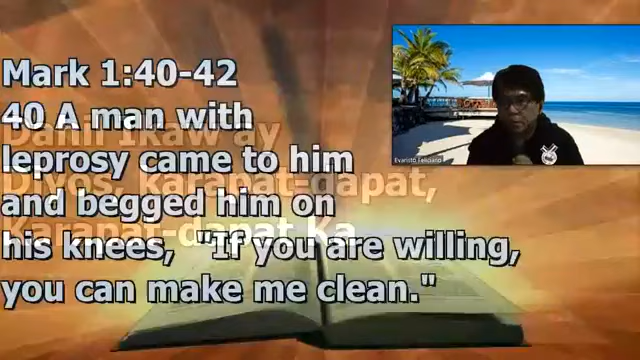 Mark 1:40-42
40 A man with
leprosy came to him
and begged him on
his knees,  "If you are willing,
you can make me clean."
Dahil Ikaw ay
Diyos, karapat-dapat,
Karapat-dapat Ka
Evaristo Feliciano